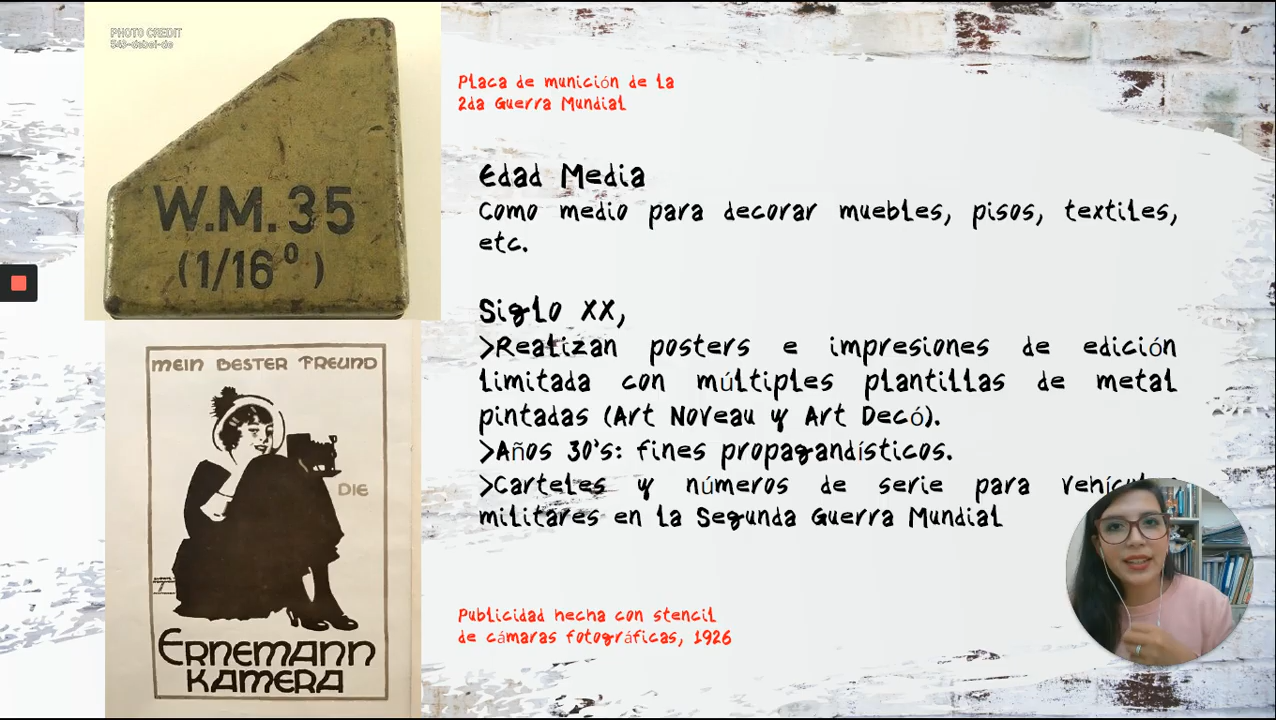 PHOTO CREDIT
W.M. 35
(1/16⁰)
Placa de munición de la
2da Guerra Mundial
Edad Media
Como medio para decorar muebles, pisos, textiles,
etc.
Siglo XX,
>Realizan posters e impresiones de edición
limitada con múltiples plantillas de metal
pintadas (Art Noveau y Art Decó).
>Años 30's: fines propagandísticos.
>Carteles y números de serie para
militares en la Segunda Guerra Mundial
MEIN BESTER FREUND
DIE
ERNEMANN
KAMERA
Publicidad hecha con stencil
de cámaras fotográficas, 1926